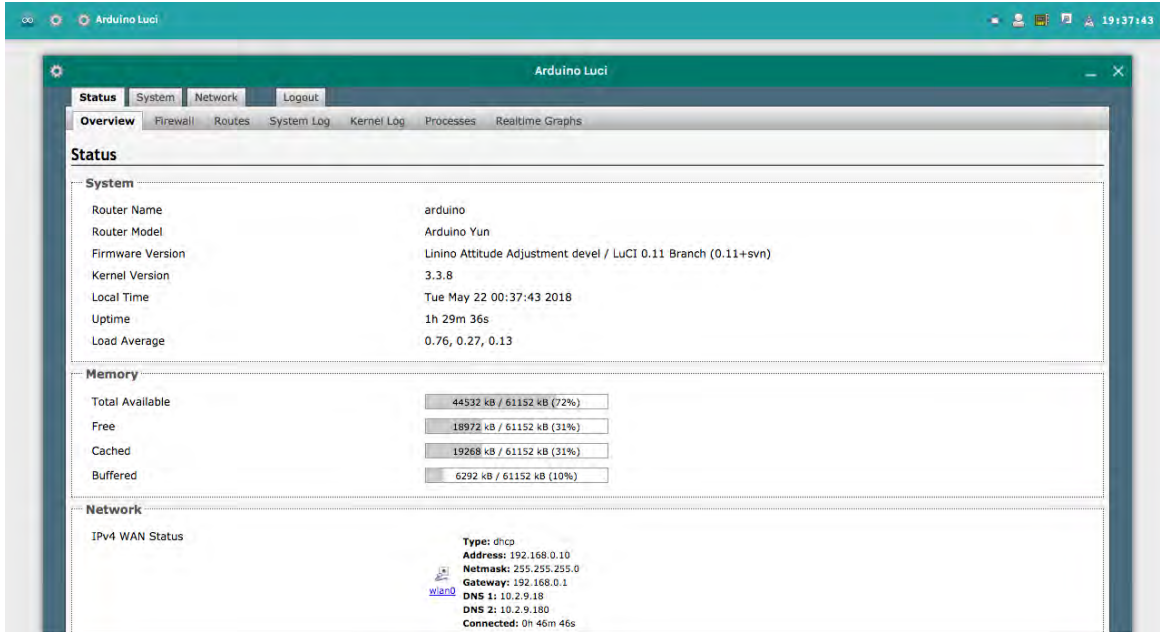 Arduino Luci 19:37:43
Arduino Luci
Status System Network Logout
Overview Firewall Routes System Log Kernel Log Processes Realtime Graphs
Status
System
Router Name arduino
Router Model Arduino Yun
Firmware Version Linino Attitude Adjustment devel / LuCI 0.11 Branch (0.11+svn)
Kernel Version 3.3.8
Local Time Tue May 22 00:37:43 2018
Uptime 1h 29m 36s
Load Average 0.76, 0.27, 0.13
Memory
Total Available 44532 kB / 61152 kB (72%)
Free 18972 kB / 61152 kB (31%)
Cached 19268 kB / 61152 kB (31%)
Buffered 6292 kB / 61152 kB (10%)
Network
IPv4 WAN Status
wlan0
Type: dhcp
Address: 192.168.0.10
Netmask: 255.255.255.0
Gateway: 192.168.0.1
DNS 1: 10.2.9.18
DNS 2: 10.2.9.180
Connected: 0h 46m 46s